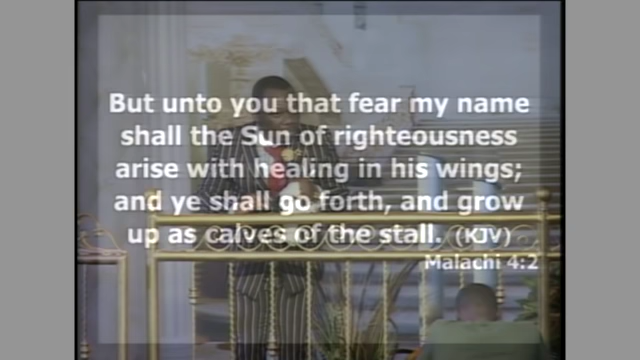 But unto you that fear my name
shall the Sun of righteousness
arise with healing in his wings;
and ye shall go forth, and grow
up as calves of the stall. (KJV)
Malachi 4:2